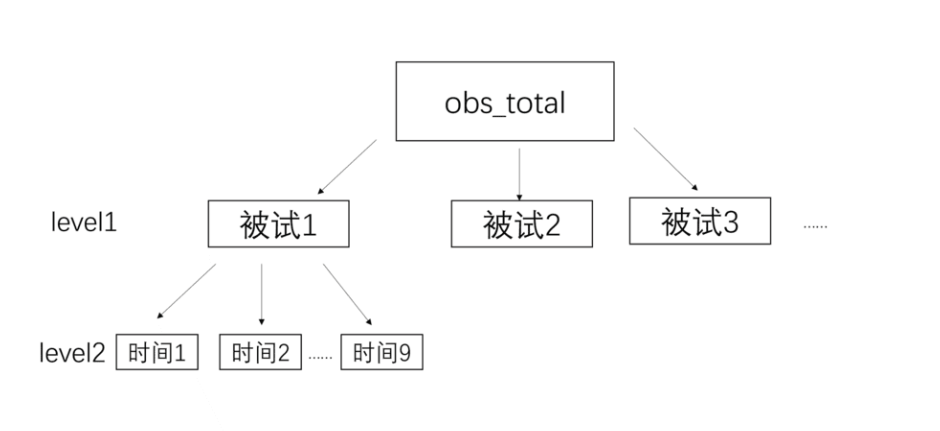 obs_total
level1
被试1
被试2
被试3
……
level2
时间1
时间2
……
时间9